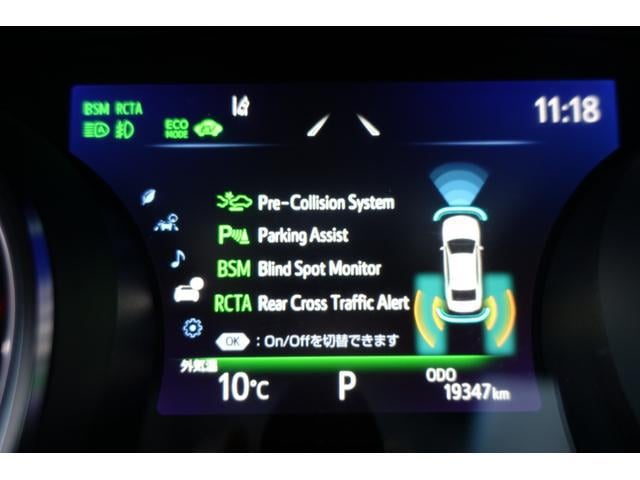 BSM RCTA
11:18
A
ECO
MODE EV
Pre-Collision System
P Parking Assist
BSM Blind Spot Monitor
RCTA Rear Cross Traffic Alert
OK :On/Offを切替できます
外気温
10℃
P
ODO
19347km